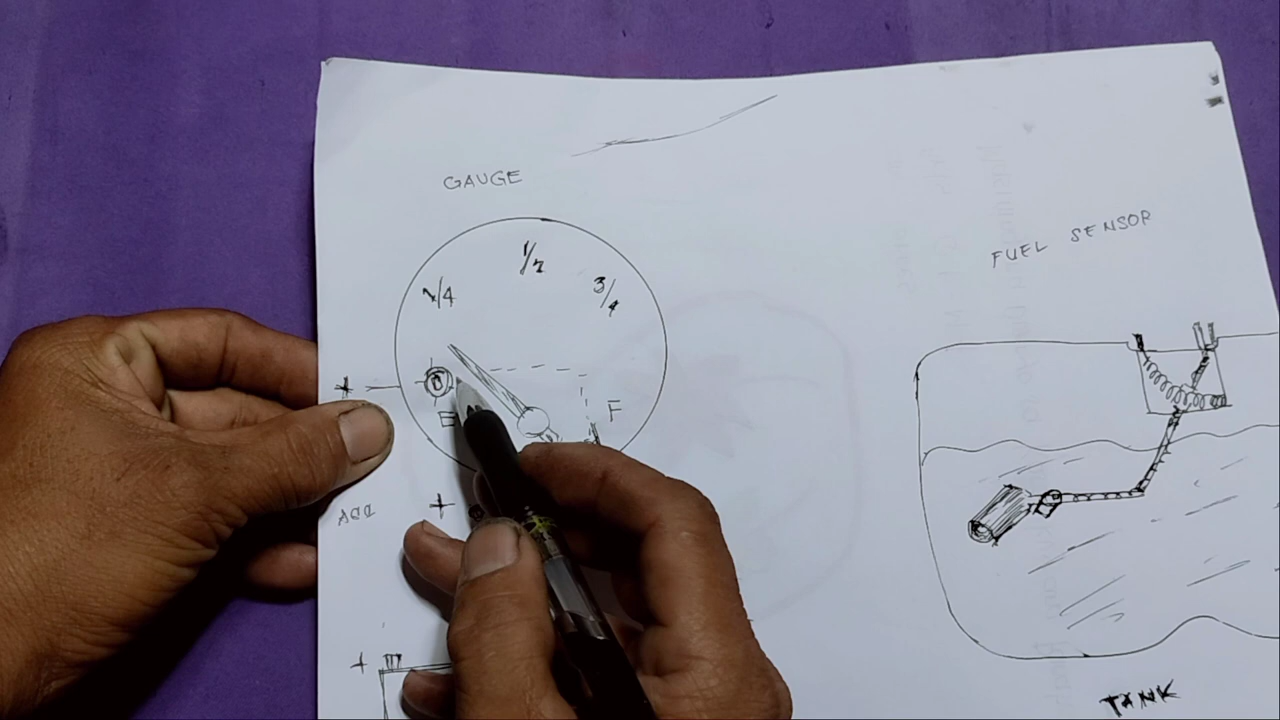 GAUGE
1/2
1/4
3/4
E
F
+
ACC
+
+
FUEL SENSOR
TANK